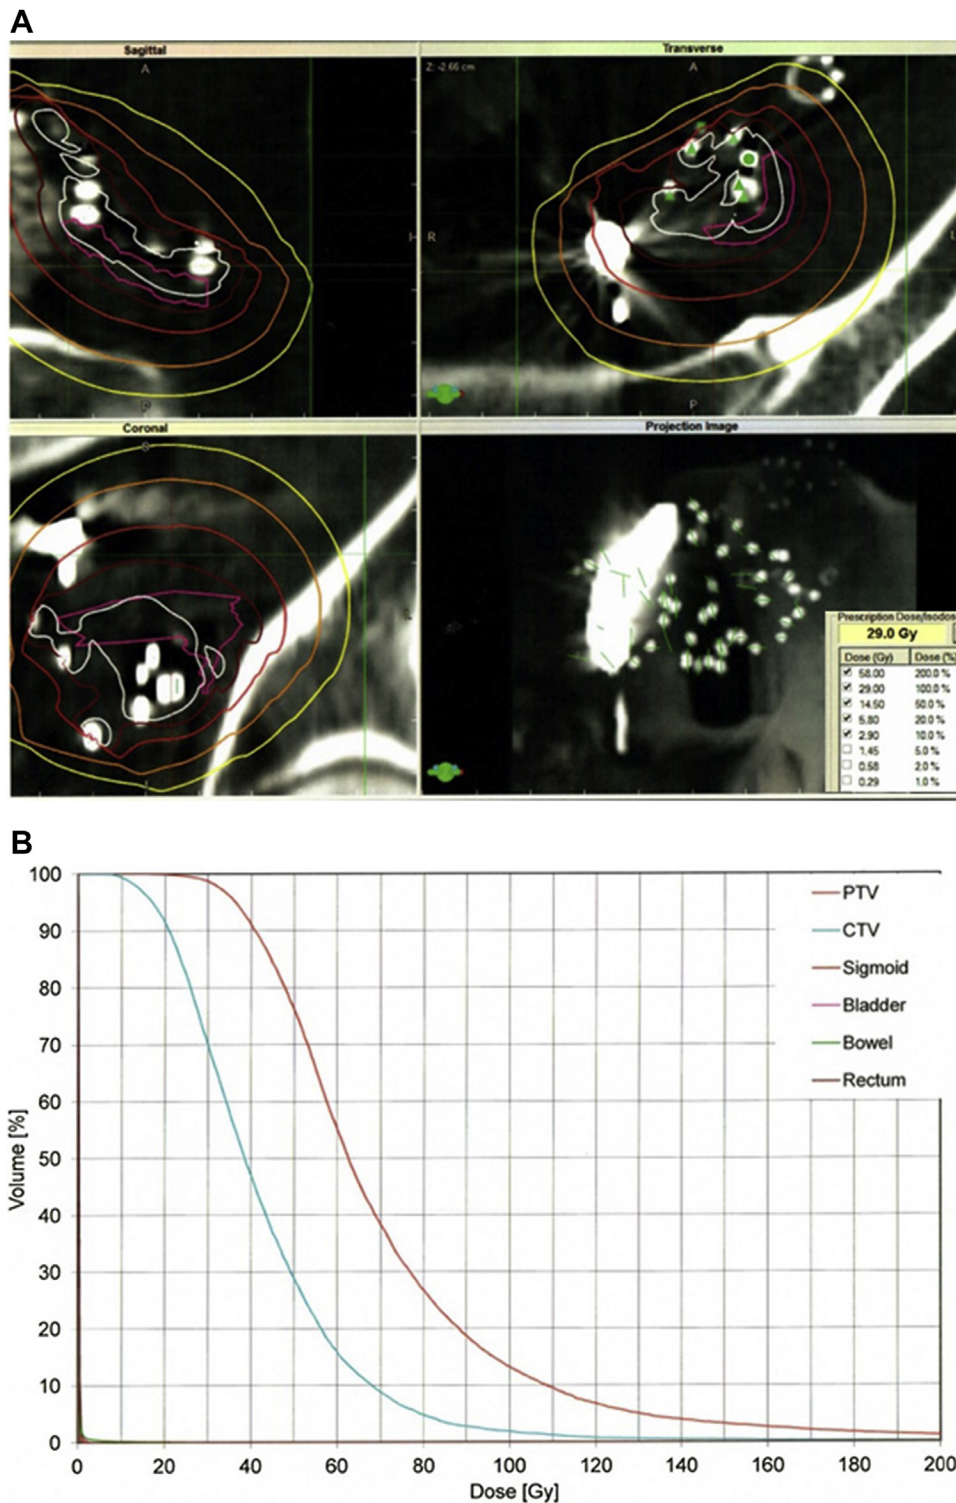 A
Sagittal
Transverse
A
Z: -2.66 cm
A
R
P
Coronal
Projection Image
S
Prescription Dose/Isodose
29.0 Gy
Dose (Gy) Dose (%)
58.00 200.0 %
29.00 100.0 %
14.50 50.0 %
5.80 20.0 %
2.90 10.0 %
1.45 5.0 %
0.58 2.0 %
0.29 1.0 %
B
100
90
80
70
60
50
40
30
20
10
0
Volume [%]
PTV
CTV
Sigmoid
Bladder
Bowel
Rectum
0 20 40 60 80 100 120 140 160 180 200
Dose [Gy]